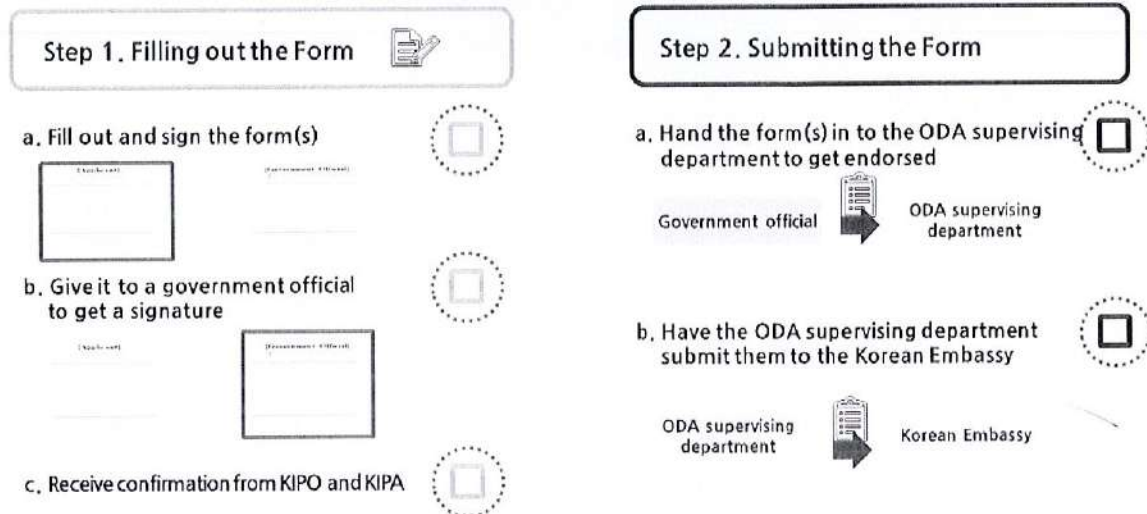 Step 1. Filling out the Form
a. Fill out and sign the form(s)
(Applicant)
(Government Official)
b. Give it to a government official
to get a signature
(Applicant)
(Government Official)
c. Receive confirmation from KIPO and KIPA
Step 2. Submitting the Form
a. Hand the form(s) in to the ODA supervising
department to get endorsed
Government official
ODA supervising
department
b. Have the ODA supervising department
submit them to the Korean Embassy
ODA supervising
department
Korean Embassy